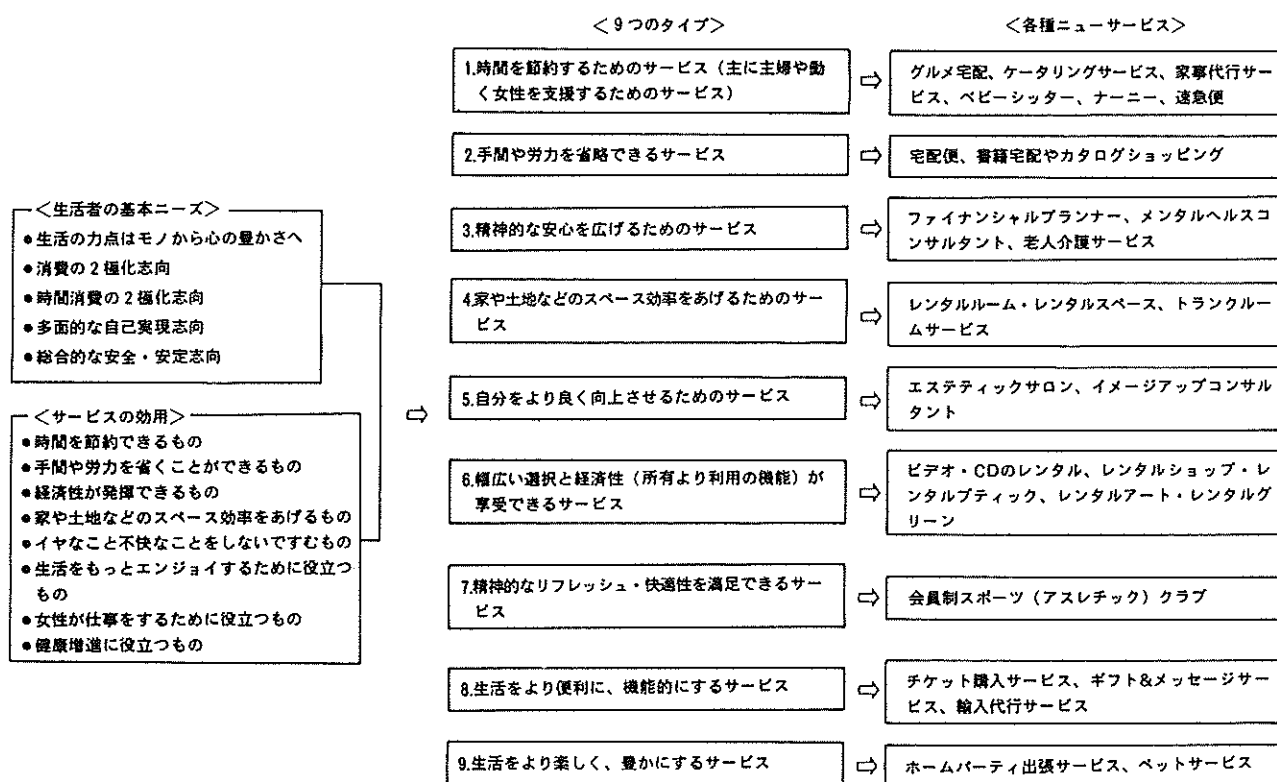 <生活者の基本ニーズ>
●生活の力点はモノから心の豊かさへ
●消費の2極化志向
●時間消費の2極化志向
●多面的な自己実現志向
●総合的な安全・安定志向
<サービスの効用>
●時間を節約できるもの
●手間や労力を省くことができるもの
●経済性が発揮できるもの
●家や土地などのスペース効率をあげるもの
●イヤなこと不快なことをしないですむもの
●生活をもっとエンジョイするために役立つ
もの
●女性が仕事をするために役立つもの
●健康増進に役立つもの
<9つのタイプ>
<各種ニューサービス>
1.時間を節約するためのサービス(主に主婦や働
く女性を支援するためのサービス)
グルメ宅配、ケータリングサービス、家事代行サー
ビス、ベビーシッター、ナーニー、速急便
2.手間や労力を省略できるサービス
宅配便、書籍宅配やカタログショッピング
3.精神的な安心を広げるためのサービス
ファイナンシャルプランナー、メンタルヘルスコ
ンサルタント、老人介護サービス
4.家や土地などのスペース効率をあげるためのサー
ビス
レンタルルーム・レンタルスペース、トランクルー
ムサービス
5.自分をより良く向上させるためのサービス
エステティックサロン、イメージアップコンサル
タント
6.幅広い選択と経済性(所有より利用の機能)が
享受できるサービス
ビデオ・CDのレンタル、レンタルショップ・レ
ンタルブティック、レンタルアート・レンタルグ
リーン
7.精神的なリフレッシュ・快適性を満足できるサー
ビス
会員制スポーツ(アスレチック)クラブ
8.生活をより便利に、機能的にするサービス
チケット購入サービス、ギフト&メッセージサー
ビス、輸入代行サービス
9.生活をより楽しく、豊かにするサービス
ホームパーティ出張サービス、ペットサービス